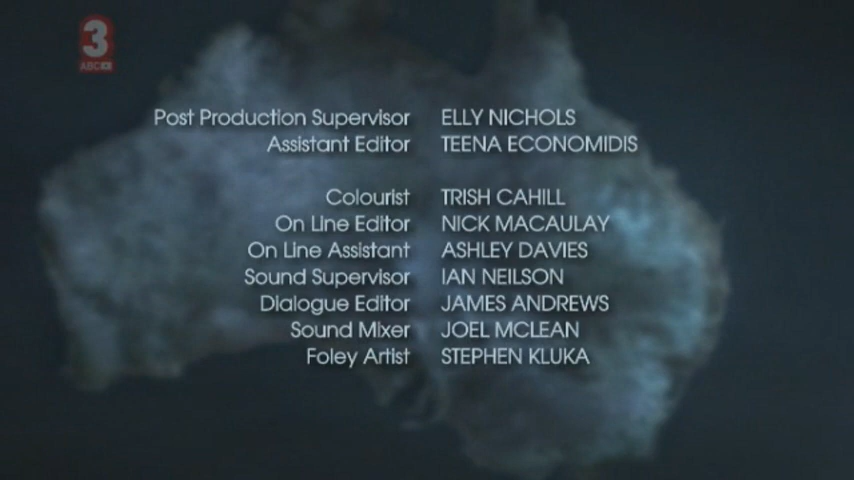 3
ABC
Post Production Supervisor ELLY NICHOLS
Assistant Editor TEENA ECONOMIDIS
Colourist TRISH CAHILL
On Line Editor NICK MACAULAY
On Line Assistant ASHLEY DAVIES
Sound Supervisor IAN NEILSON
Dialogue Editor JAMES ANDREWS
Sound Mixer JOEL MCLEAN
Foley Artist STEPHEN KLUKA